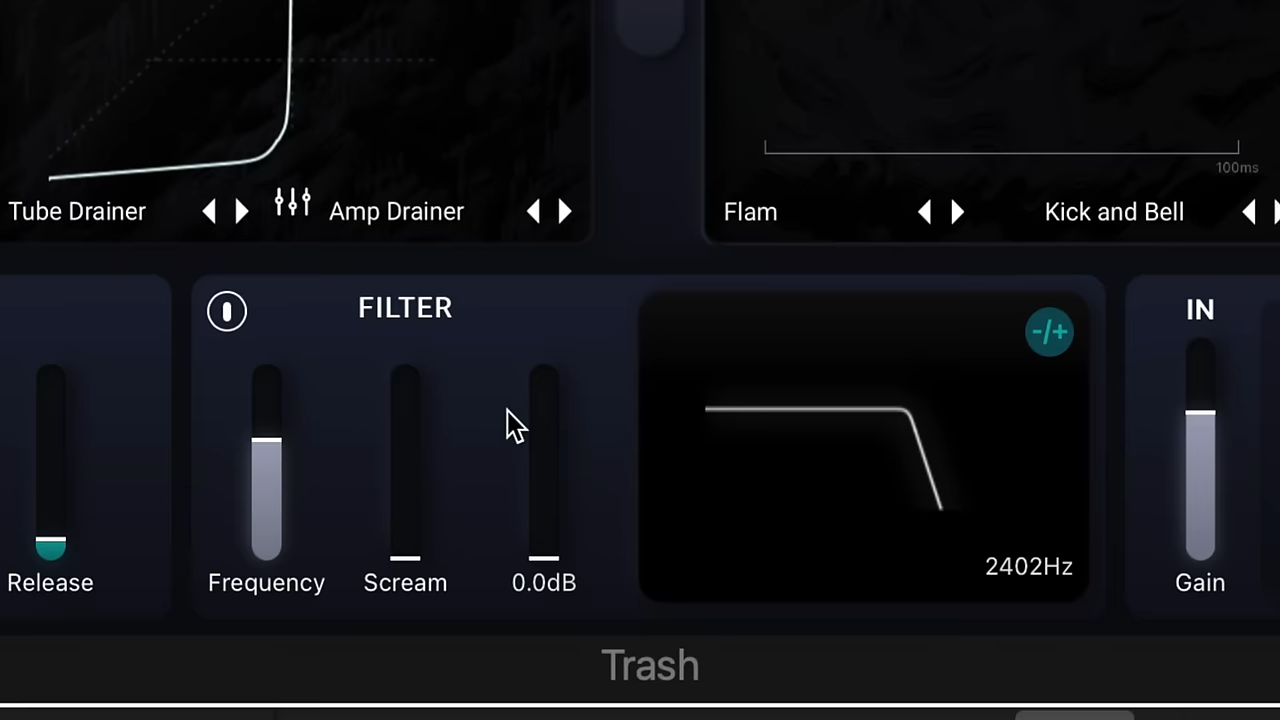 Tube Drainer
Amp Drainer
100ms
Flam
Kick and Bell
FILTER
-/+
IN
2402Hz
Release
Frequency
Scream
0.0dB
Gain
Trash